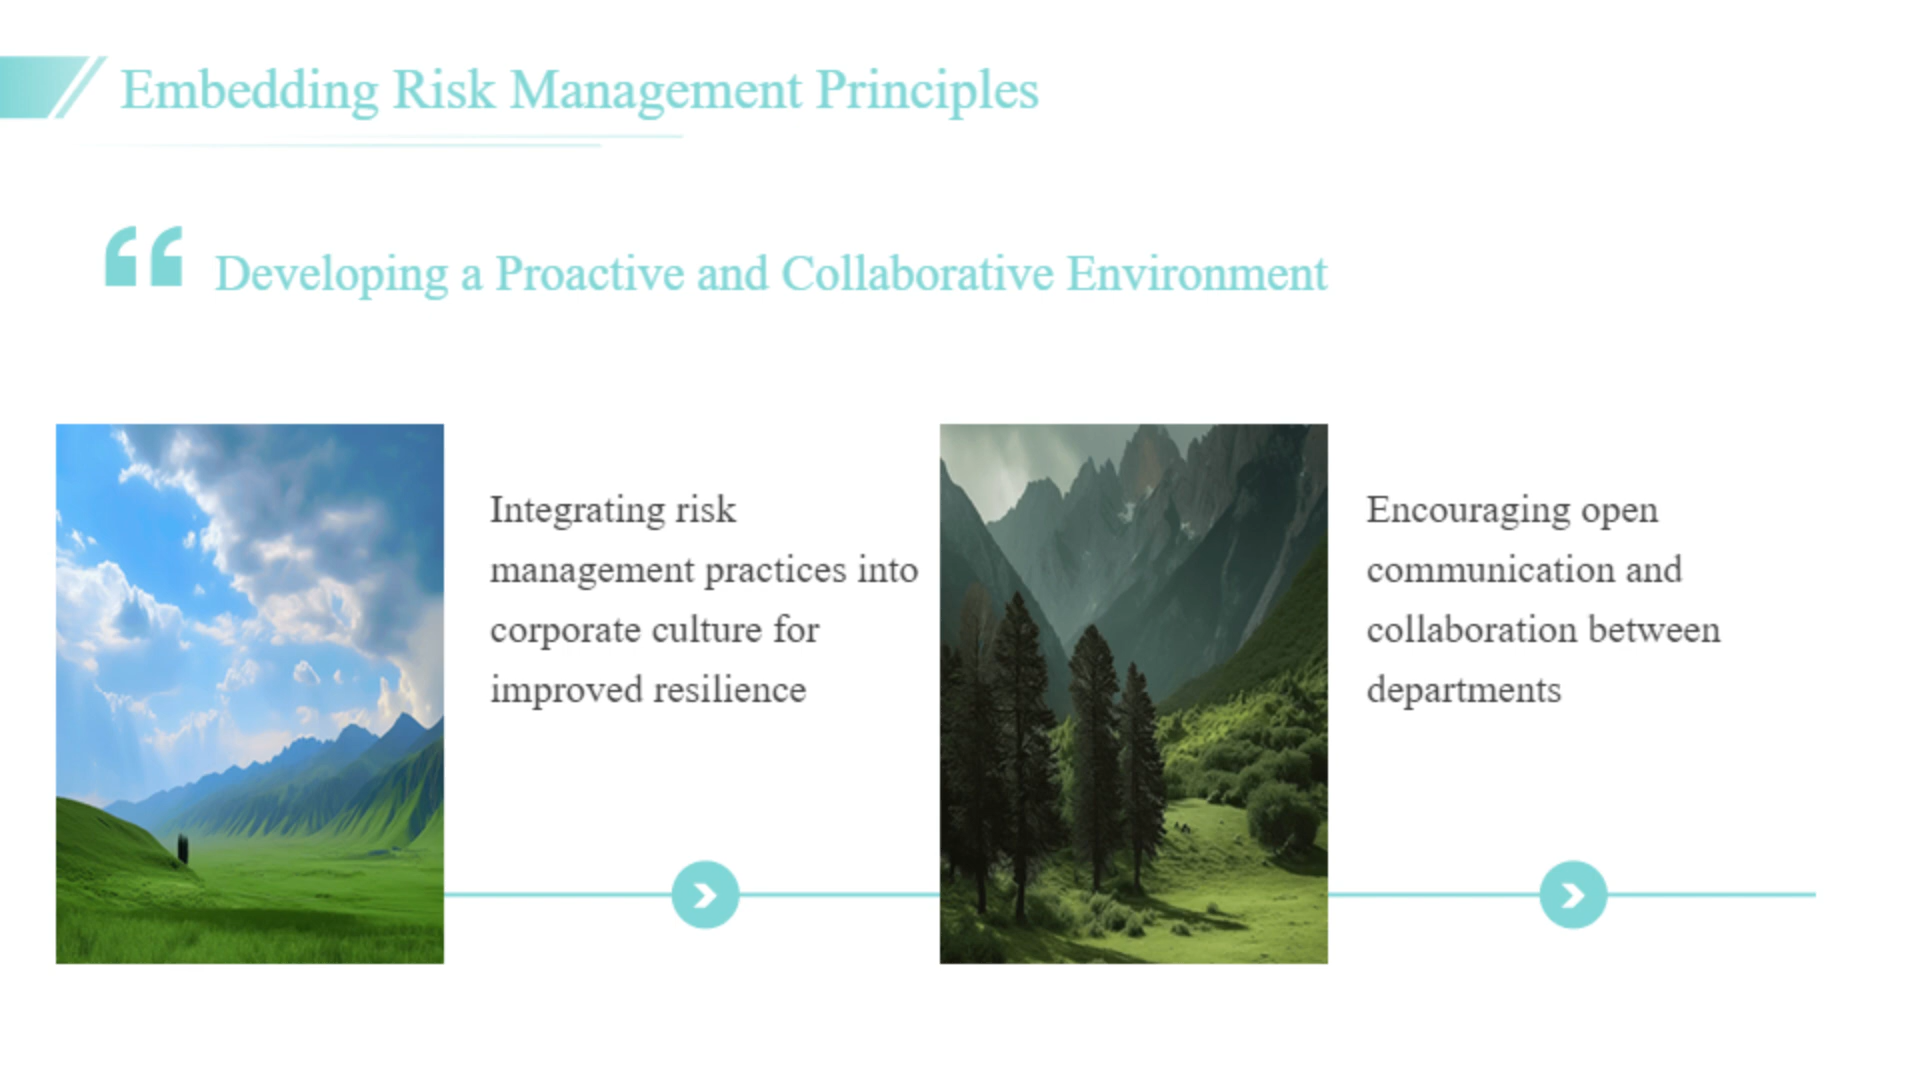 Embedding Risk Management Principles
“ Developing a Proactive and Collaborative Environment
Integrating risk
management practices into
corporate culture for
improved resilience
Encouraging open
communication and
collaboration between
departments